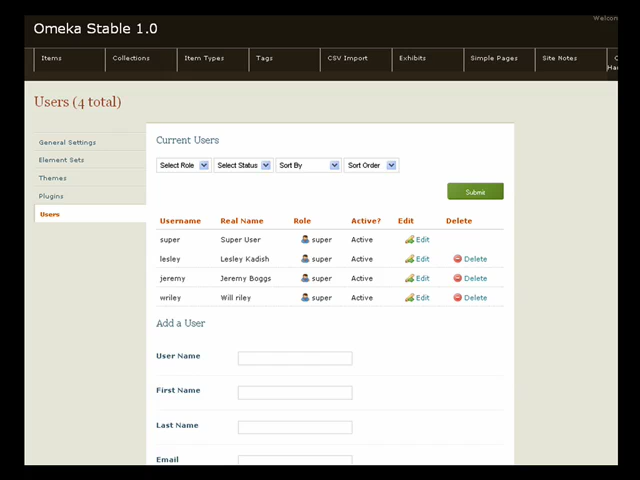 Welcom
Omeka Stable 1.0
Items Collections Item Types Tags CSV Import Exhibits Simple Pages Site Notes
Users (4 total)
General Settings
Element Sets
Themes
Plugins
Users
Current Users
Select Role Select Status Sort By Sort Order
Submit
Username Real Name Role Active? Edit Delete
super Super User super Active Edit
lesley Lesley Kadish super Active Edit Delete
jeremy Jeremy Boggs super Active Edit Delete
wriley Will riley super Active Edit Delete
Add a User
User Name
First Name
Last Name
Email